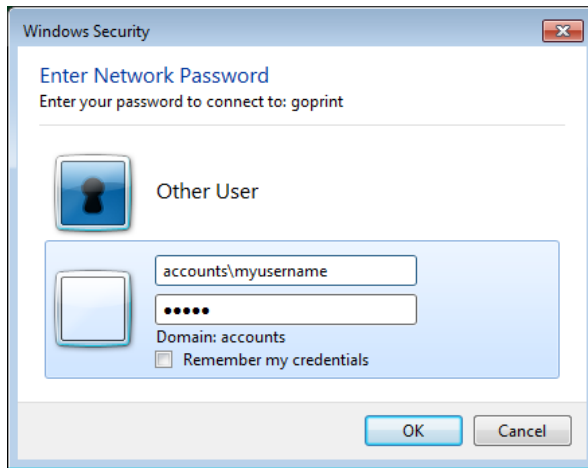 Windows Security
Enter Network Password
Enter your password to connect to: goprint
Other User
accounts\myusername
●●●●●
Domain: accounts
Remember my credentials
OK
Cancel